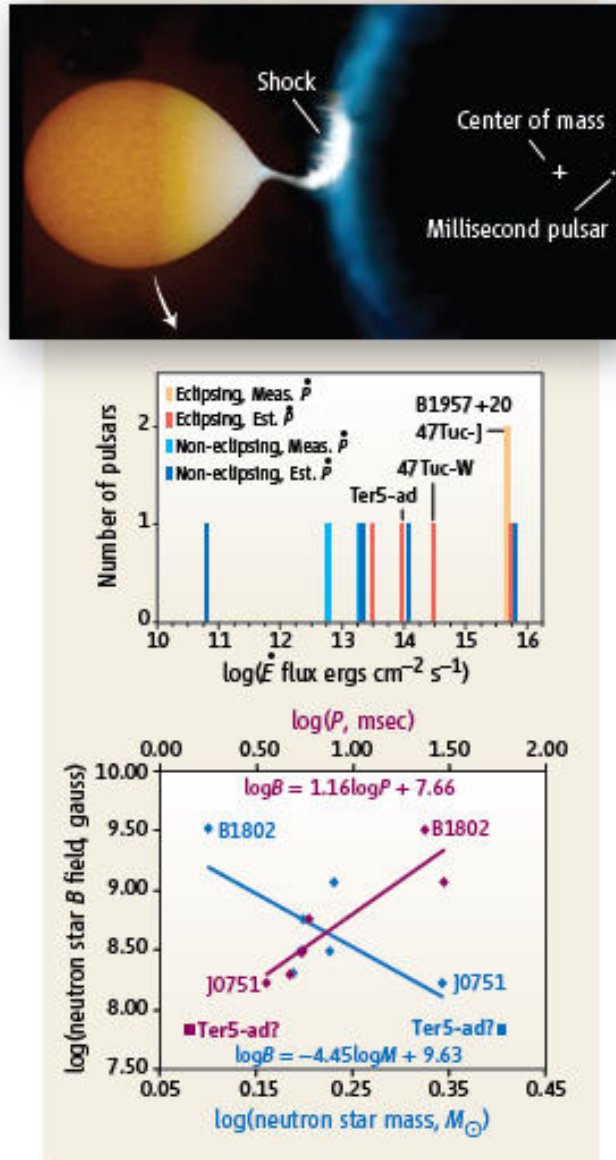 Shock
Center of mass
Millisecond pulsar
Number of pulsars
2
1
0
Eclipsing, Meas. Ṗ
Eclipsing, Est. Ṗ
Non-eclipsing, Meas. Ṗ
Non-eclipsing, Est. Ṗ
B1957+20
47Tuc-J
47Tuc-W
Ter5-ad
10 11 12 13 14 15 16
log(Ė flux ergs cm⁻² s⁻¹)
log(P, msec)
0.00 0.50 1.00 1.50 2.00
log(neutron star B field, gauss)
10.00
9.50
9.00
8.50
8.00
7.50
logB = 1.16logP + 7.66
B1802
B1802
J0751
J0751
Ter5-ad?
Ter5-ad?
logB = −4.45logM + 9.63
0.05 0.15 0.25 0.35 0.45
log(neutron star mass, M⊙)